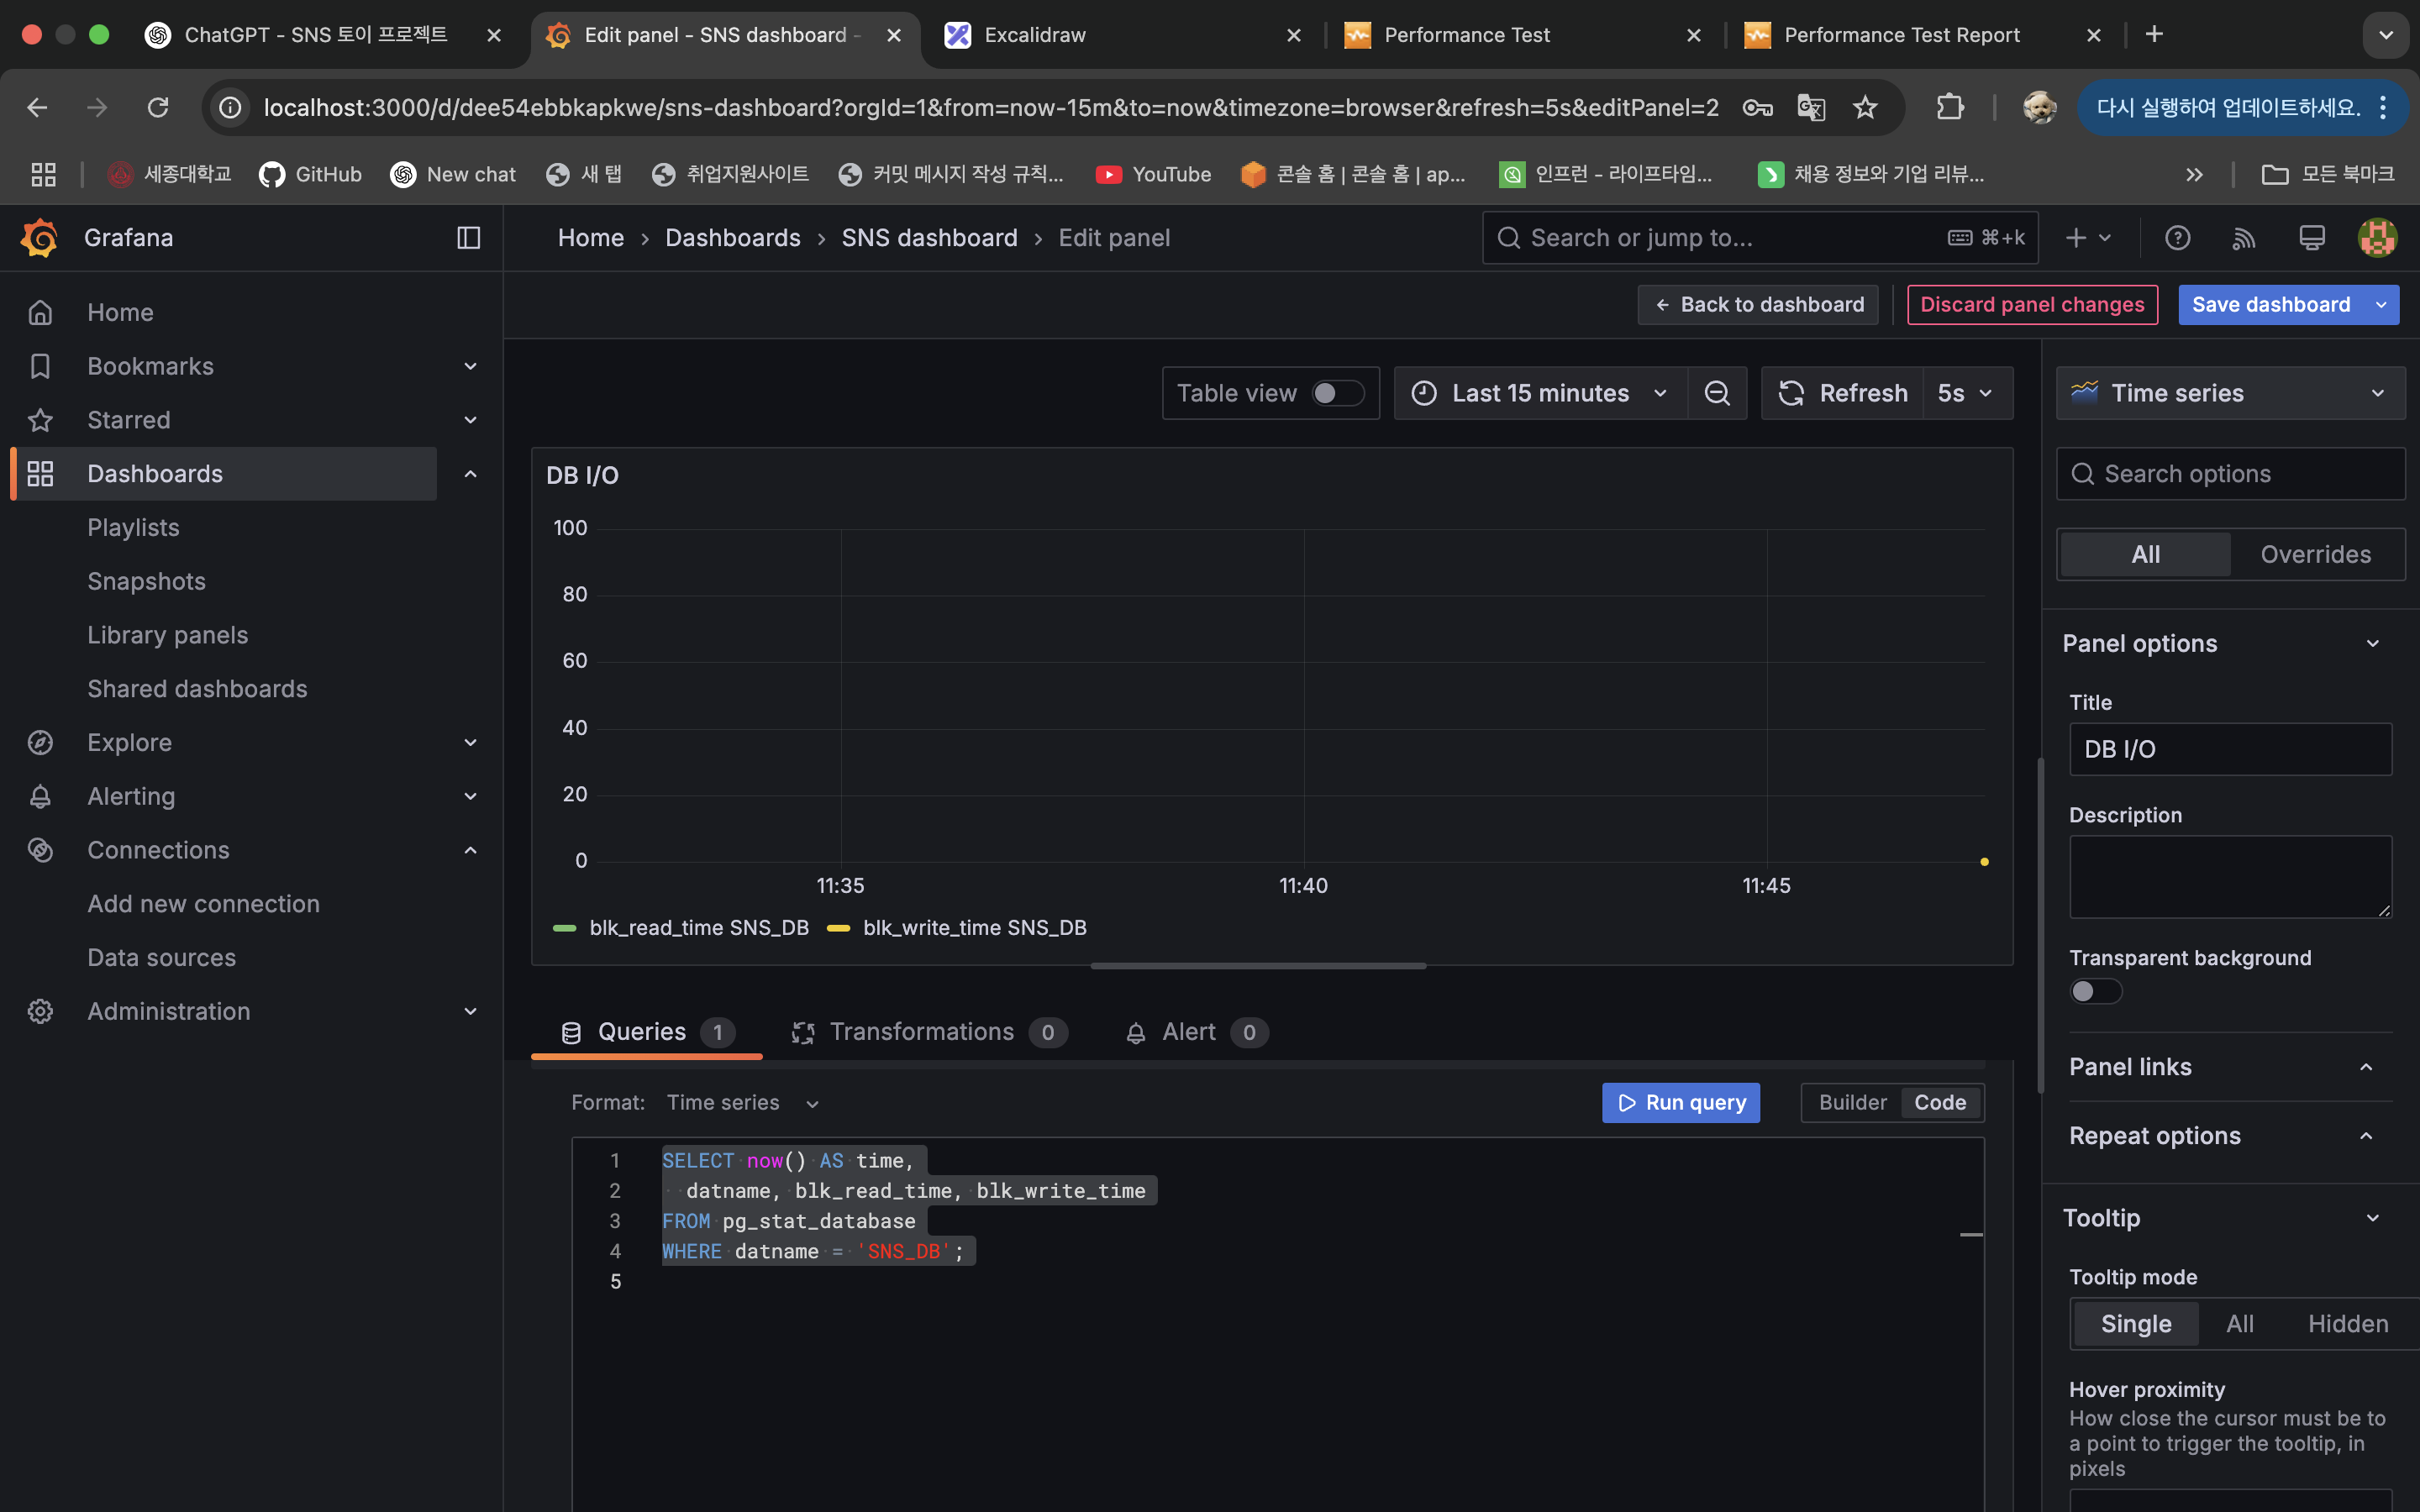 ChatGPT - SNS 토이 프로젝트
Edit panel - SNS dashboard -
Excalidraw
Performance Test
Performance Test Report
localhost:3000/d/dee54ebbkapkwe/sns-dashboard?orgId=1&from=now-15m&to=now&timezone=browser&refresh=5s&editPanel=2
다시 실행하여 업데이트하세요.
세종대학교
GitHub
New chat
새 탭
취업지원사이트
커밋 메시지 작성 규칙...
YouTube
콘솔 홈 | 콘솔 홈 | ap...
인프런 - 라이프타임...
채용 정보와 기업 리뷰...
모든 북마크
Grafana
Home › Dashboards › SNS dashboard › Edit panel
Search or jump to...
⌘+k
Back to dashboard
Discard panel changes
Save dashboard
Home
Bookmarks
Starred
Dashboards
Playlists
Snapshots
Library panels
Shared dashboards
Explore
Alerting
Connections
Add new connection
Data sources
Administration
Table view
Last 15 minutes
Refresh
5s
DB I/O
100
80
60
40
20
0
11:35
11:40
11:45
blk_read_time SNS_DB
blk_write_time SNS_DB
Queries 1
Transformations 0
Alert 0
Format: Time series
Run query
Builder
Code
1 SELECT now() AS time,
2 datname, blk_read_time, blk_write_time
3 FROM pg_stat_database
4 WHERE datname = 'SNS_DB';
5
Time series
Search options
All
Overrides
Panel options
Title
DB I/O
Description
Transparent background
Panel links
Repeat options
Tooltip
Tooltip mode
Single
All
Hidden
Hover proximity
How close the cursor must be to
a point to trigger the tooltip, in
pixels